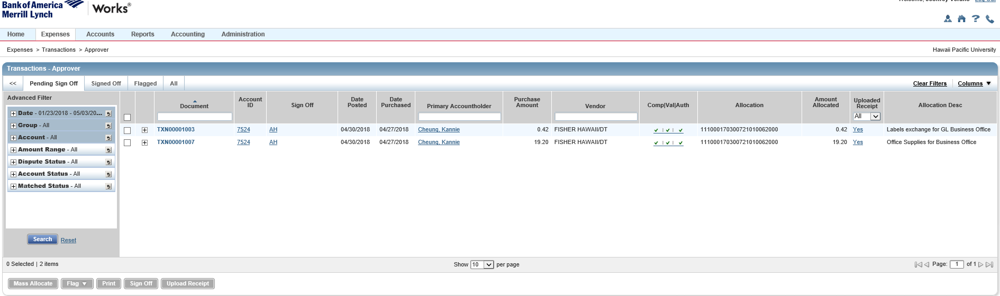 Bank of America
Merrill Lynch
Works®
Home Expenses Accounts Reports Accounting Administration
Expenses > Transactions > Approver
Hawaii Pacific University
Transactions - Approver
<< Pending Sign Off Signed Off Flagged All
Clear Filters Columns
Advanced Filter
Date - 01/23/2018 - 05/03/20...
Group - All
Account - All
Amount Range - All
Dispute Status - All
Account Status - All
Matched Status - All
Search Reset
Document Account ID Sign Off Date Posted Date Purchased Primary Accountholder Purchase Amount Vendor Comp|Val|Auth Allocation Amount Allocated Uploaded Receipt Allocation Desc
All
TXN00001003 7524 AH 04/30/2018 04/27/2018 Cheung, Kannie 0.42 FISHER HAWAII/DT 111000170300721010062000 0.42 Yes Labels exchange for GL Business Office
TXN00001007 7524 AH 04/30/2018 04/27/2018 Cheung, Kannie 19.20 FISHER HAWAII/DT 111000170300721010062000 19.20 Yes Office Supplies for Business Office
0 Selected | 2 items
Show 10 per page
Page: 1 of 1
Mass Allocate Flag Print Sign Off Upload Receipt